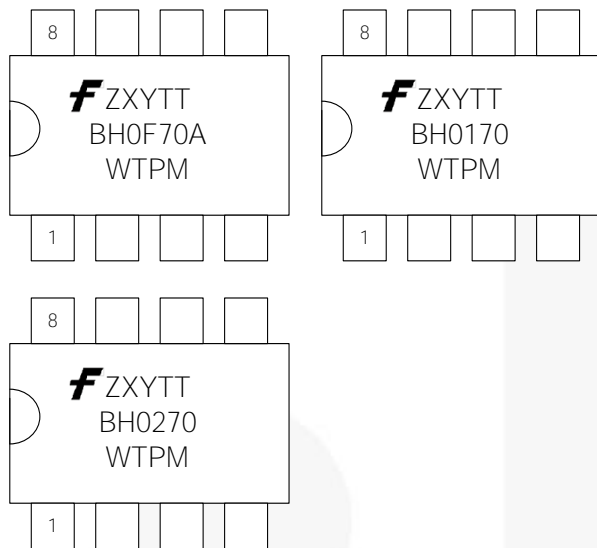 8
ZXYTT
BH0F70A
WTPM
1
8
ZXYTT
BH0170
WTPM
1
8
ZXYTT
BH0270
WTPM
1